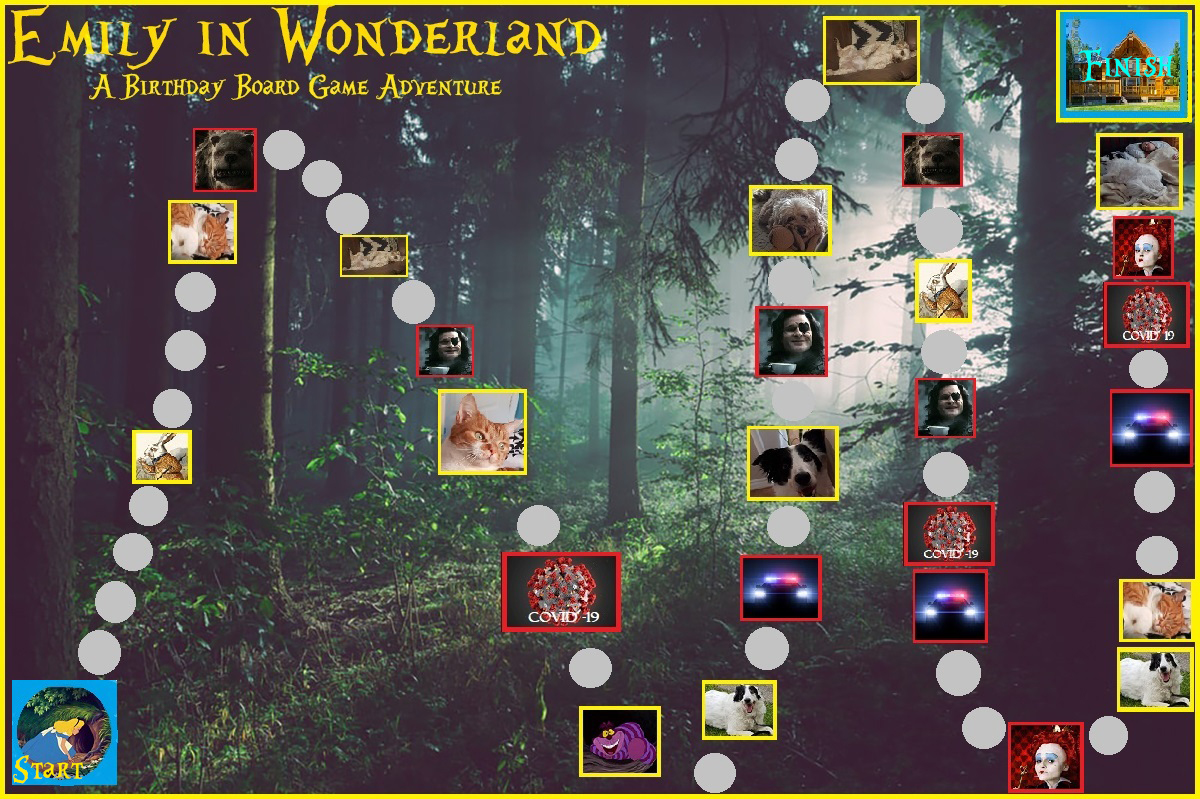 Emily in Wonderland
A Birthday Board Game Adventure
Finish
COVID 19
COVID -19
COVID -19
Start